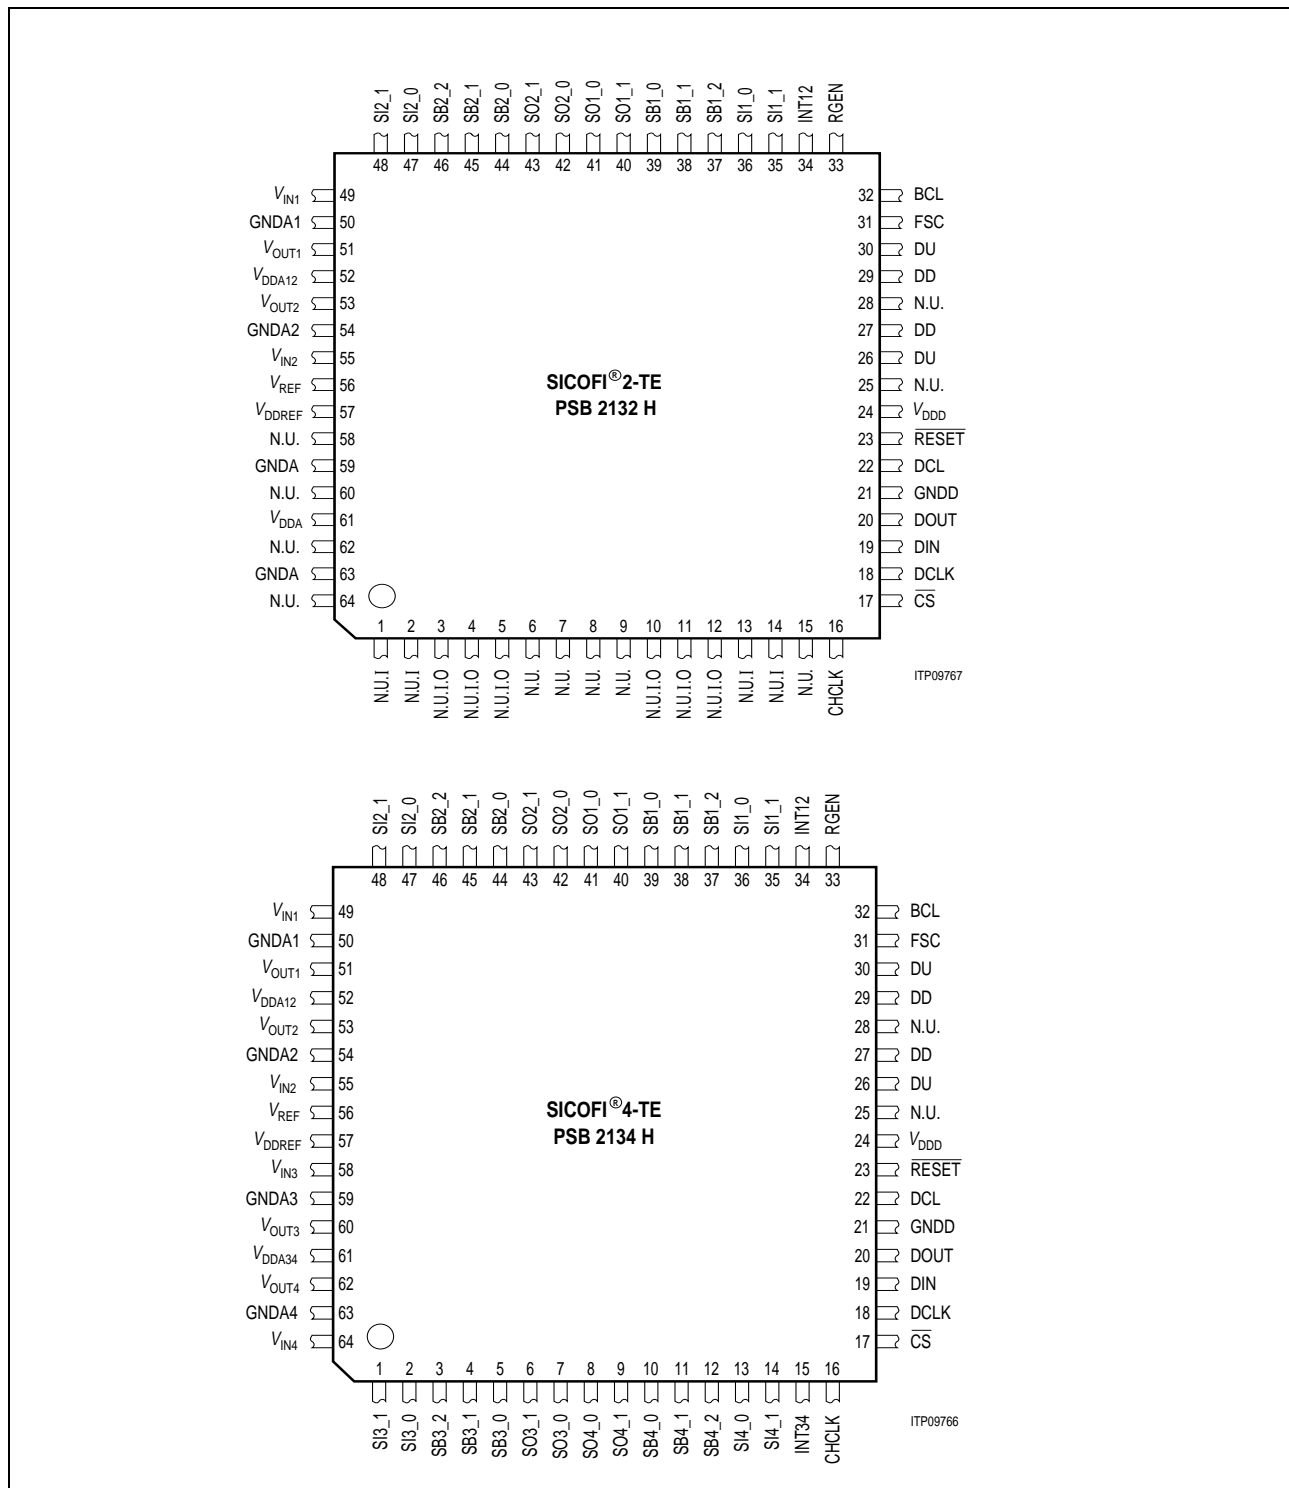 SI2_1 SI2_0 SB2_2 SB2_1 SB2_0 SO2_1 SO2_0 SO1_0 SO1_1 SB1_0 SB1_1 SB1_2 SI1_0 SI1_1 INT12 RGEN
48 47 46 45 44 43 42 41 40 39 38 37 36 35 34 33
VIN1 49 32 BCL
GNDA1 50 31 FSC
VOUT1 51 30 DU
VDDA12 52 29 DD
VOUT2 53 28 N.U.
GNDA2 54 27 DD
VIN2 55 26 DU
VREF 56 25 N.U.
VDDREF 57 24 VDDD
N.U. 58 23 RESET
GNDA 59 22 DCL
N.U. 60 21 GNDD
VDDA 61 20 DOUT
N.U. 62 19 DIN
GNDA 63 18 DCLK
N.U. 64 17 CS
SICOFI®2-TE
PSB 2132 H
1 2 3 4 5 6 7 8 9 10 11 12 13 14 15 16
N.U.I N.U.I N.U.I.O N.U.I.O N.U.I.O N.U. N.U. N.U. N.U. N.U.I.O N.U.I.O N.U.I.O N.U.I N.U.I N.U. CHCLK
ITP09767
SI2_1 SI2_0 SB2_2 SB2_1 SB2_0 SO2_1 SO2_0 SO1_0 SO1_1 SB1_0 SB1_1 SB1_2 SI1_0 SI1_1 INT12 RGEN
48 47 46 45 44 43 42 41 40 39 38 37 36 35 34 33
VIN1 49 32 BCL
GNDA1 50 31 FSC
VOUT1 51 30 DU
VDDA12 52 29 DD
VOUT2 53 28 N.U.
GNDA2 54 27 DD
VIN2 55 26 DU
VREF 56 25 N.U.
VDDREF 57 24 VDDD
VIN3 58 23 RESET
GNDA3 59 22 DCL
VOUT3 60 21 GNDD
VDDA34 61 20 DOUT
VOUT4 62 19 DIN
GNDA4 63 18 DCLK
VIN4 64 17 CS
SICOFI®4-TE
PSB 2134 H
1 2 3 4 5 6 7 8 9 10 11 12 13 14 15 16
SI3_1 SI3_0 SB3_2 SB3_1 SB3_0 SO3_1 SO3_0 SO4_0 SO4_1 SB4_0 SB4_1 SB4_2 SI4_0 SI4_1 INT34 CHCLK
ITP09766